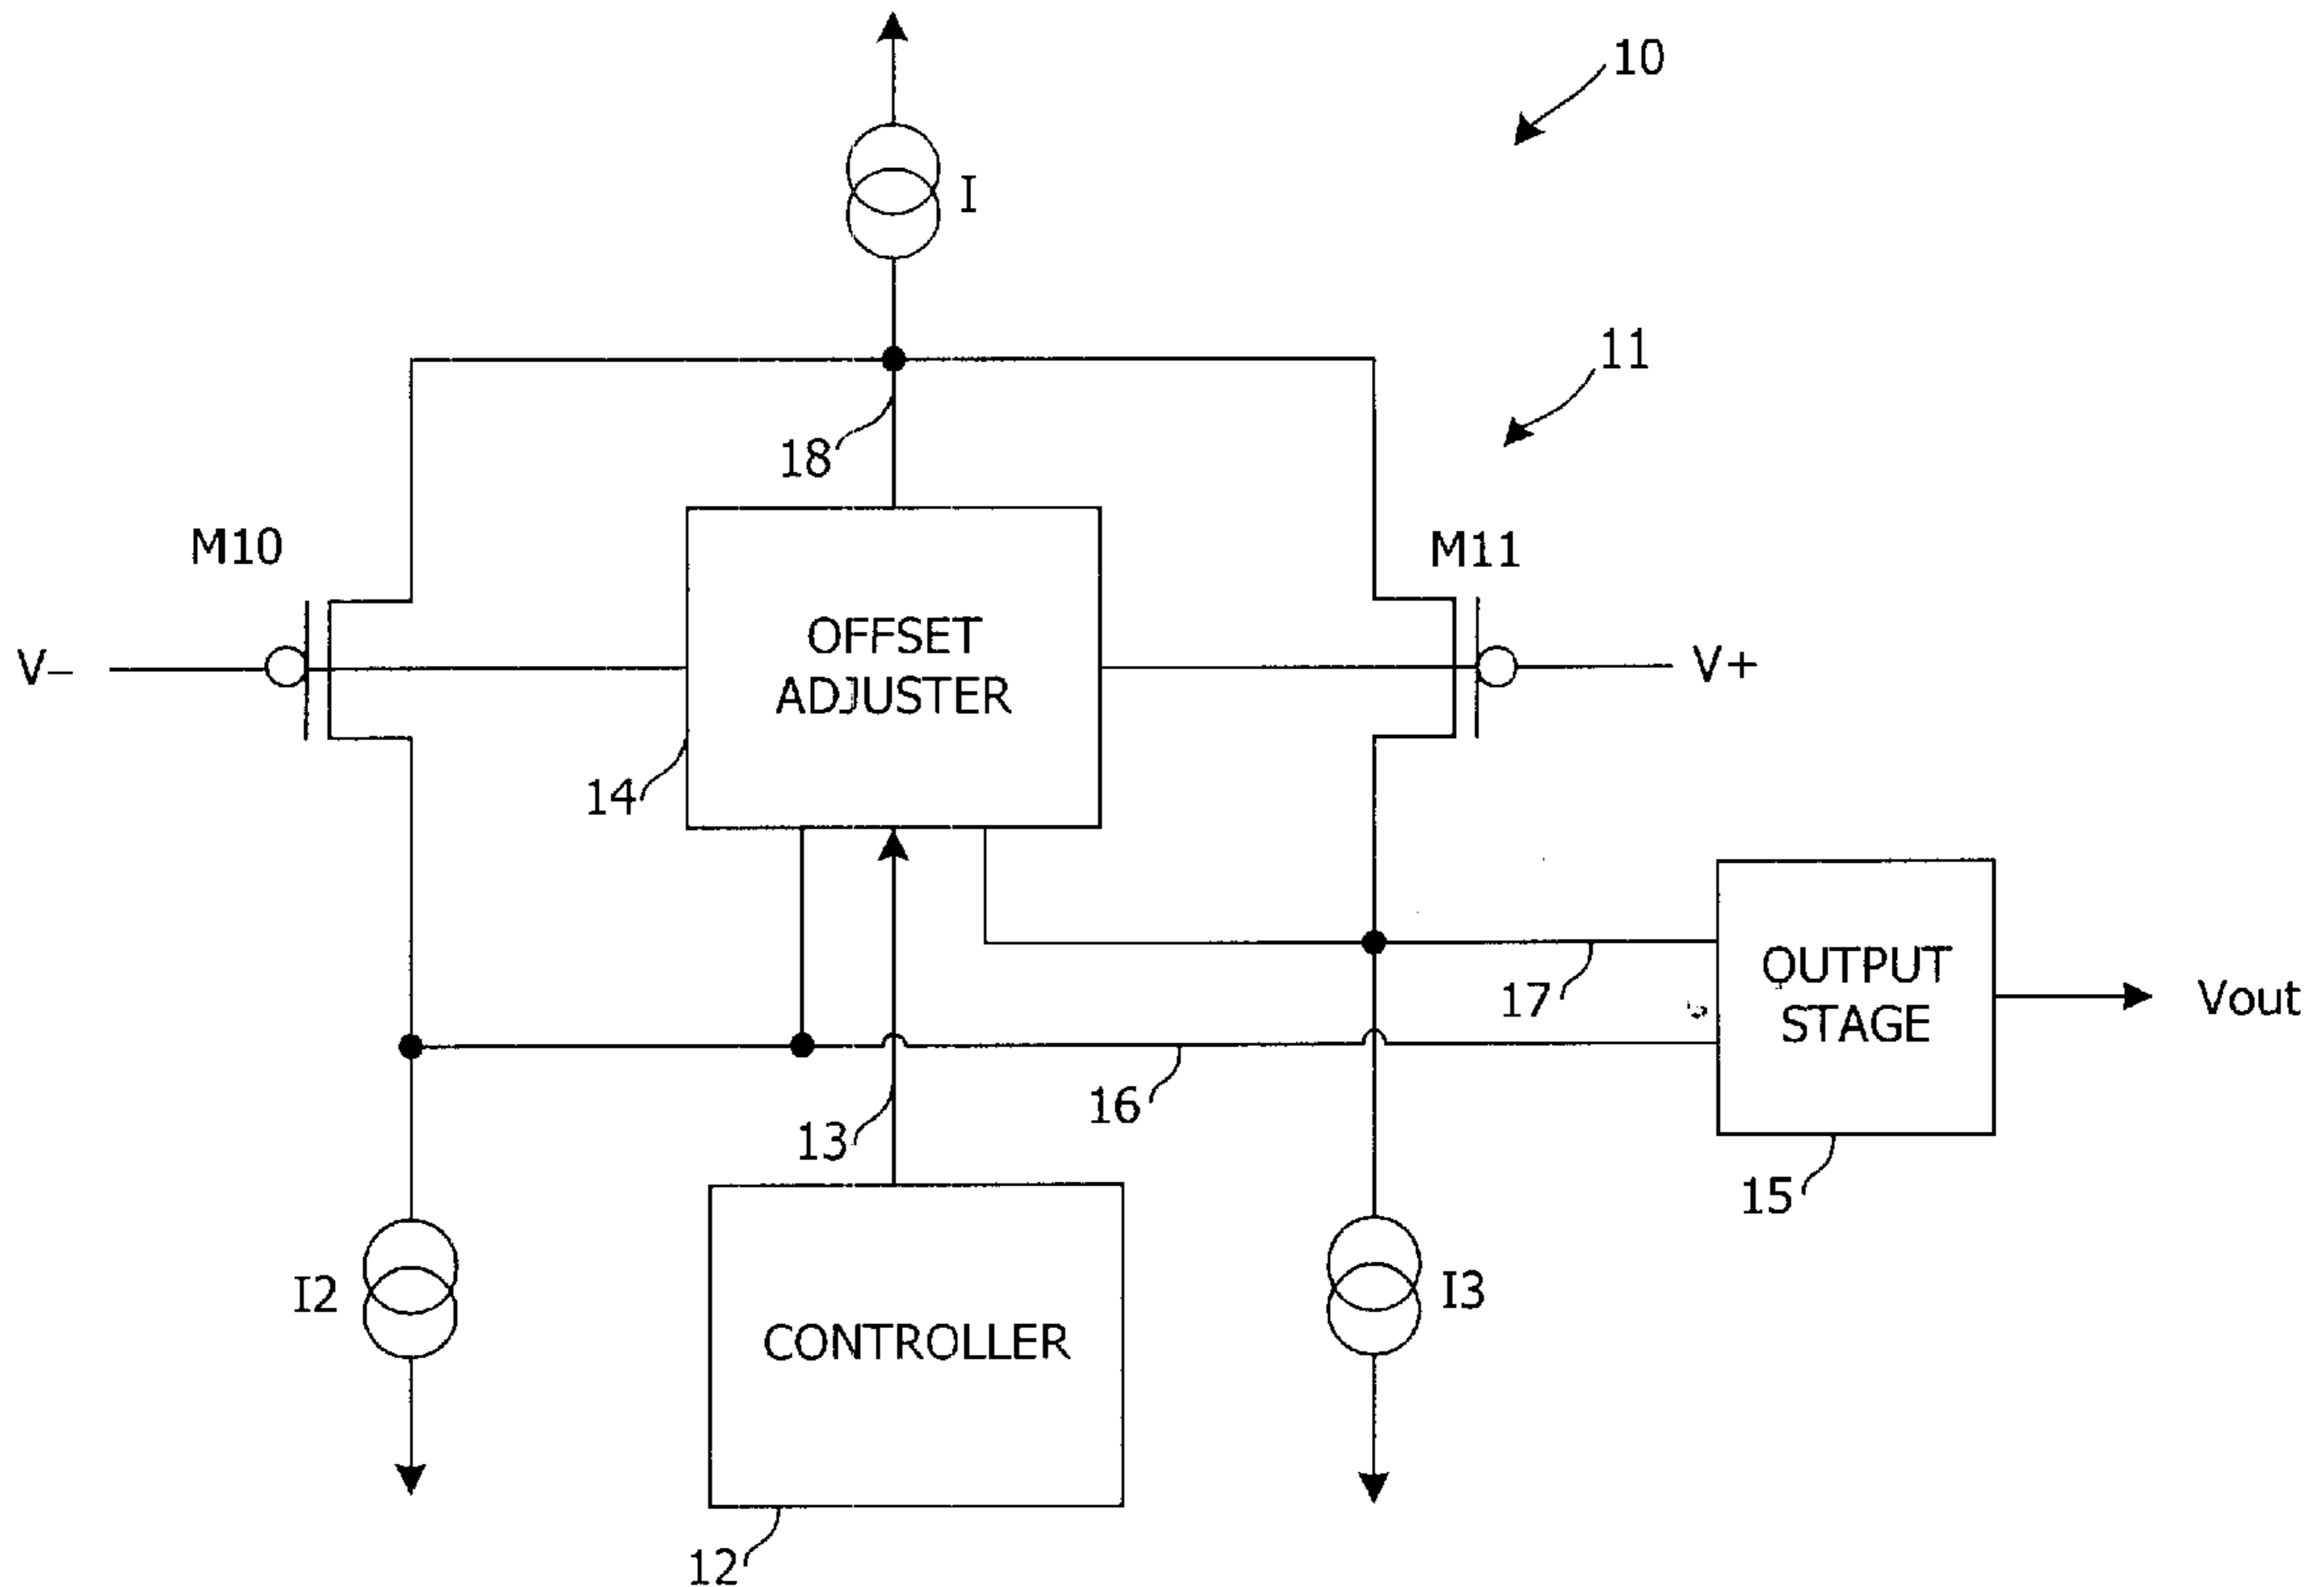 10
I
11
18
M10
M11
OFFSET
ADJUSTER
V–
V+
14
OUTPUT
STAGE
17
Vout
16
13
15
I2
I3
CONTROLLER
12